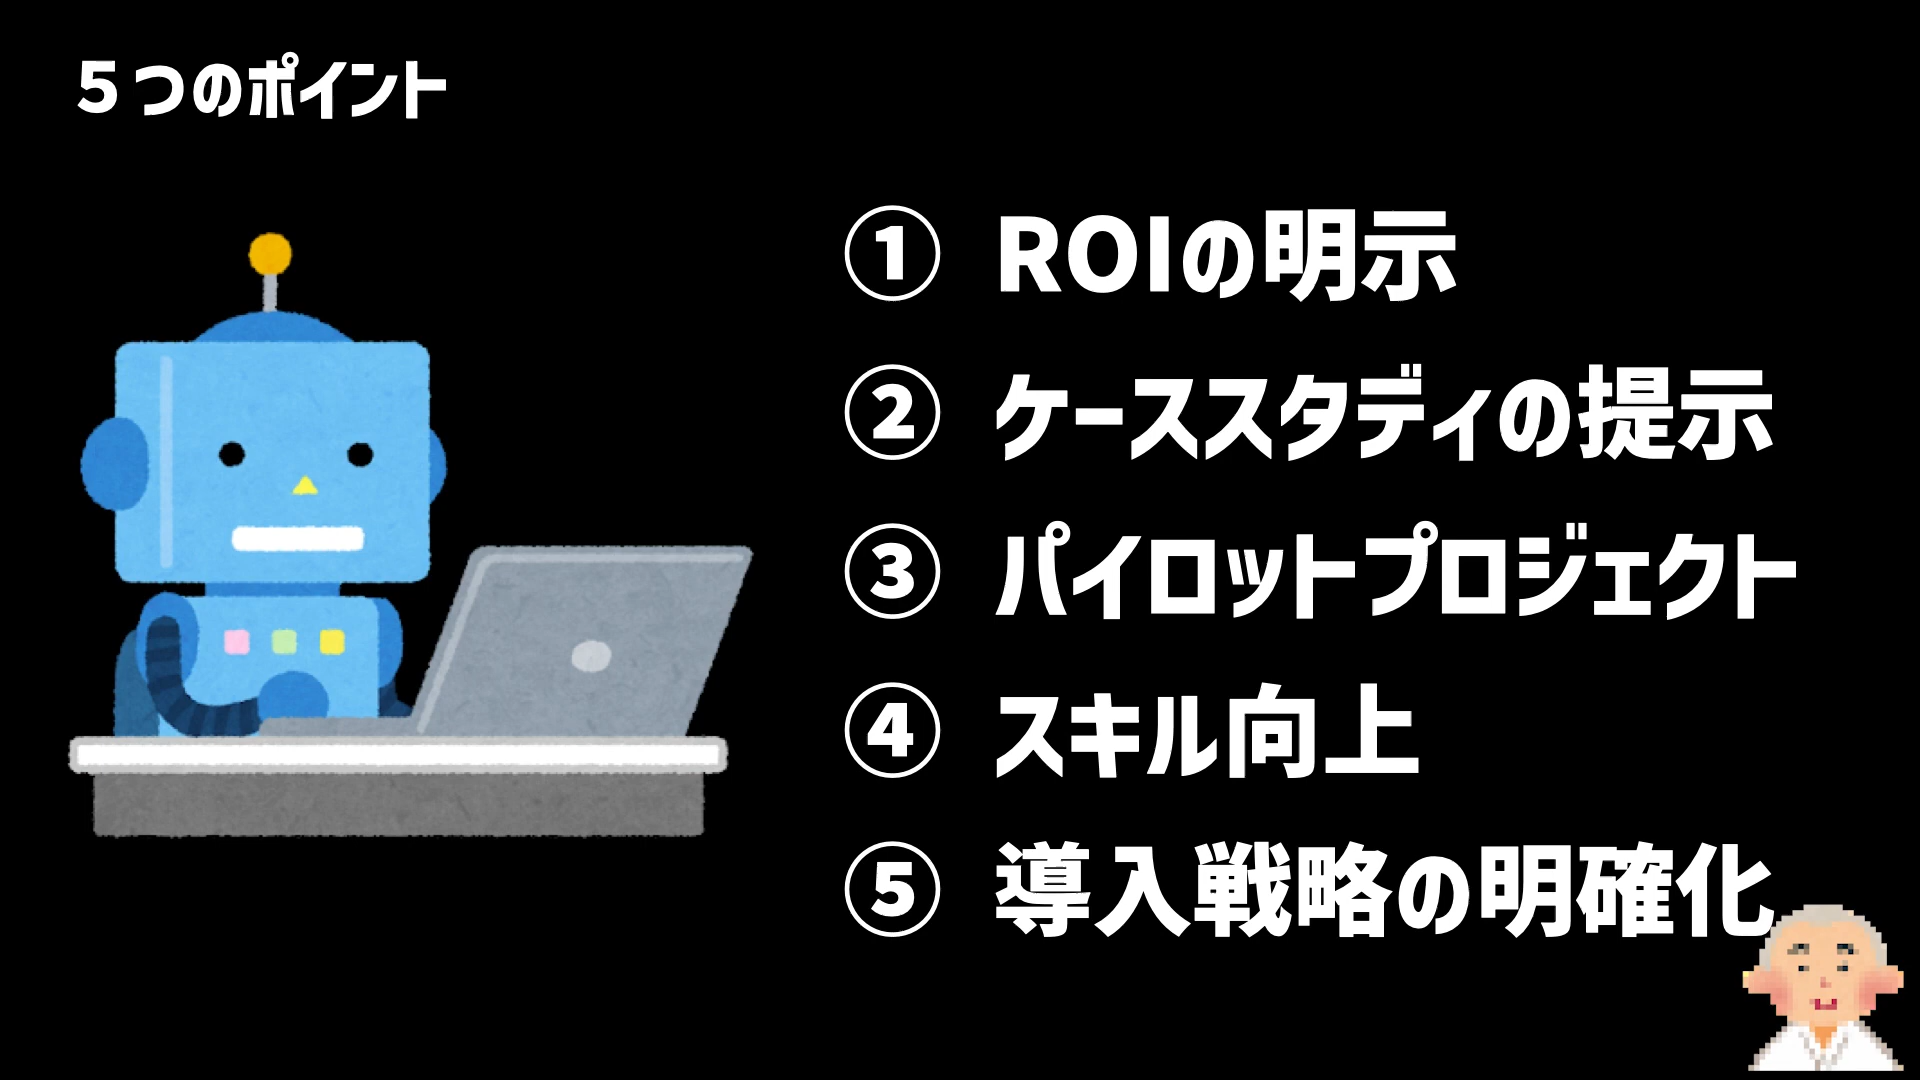 ５つのポイント
① ROIの明示
② ケーススタディの提示
③ パイロットプロジェクト
④ スキル向上
⑤ 導入戦略の明確化